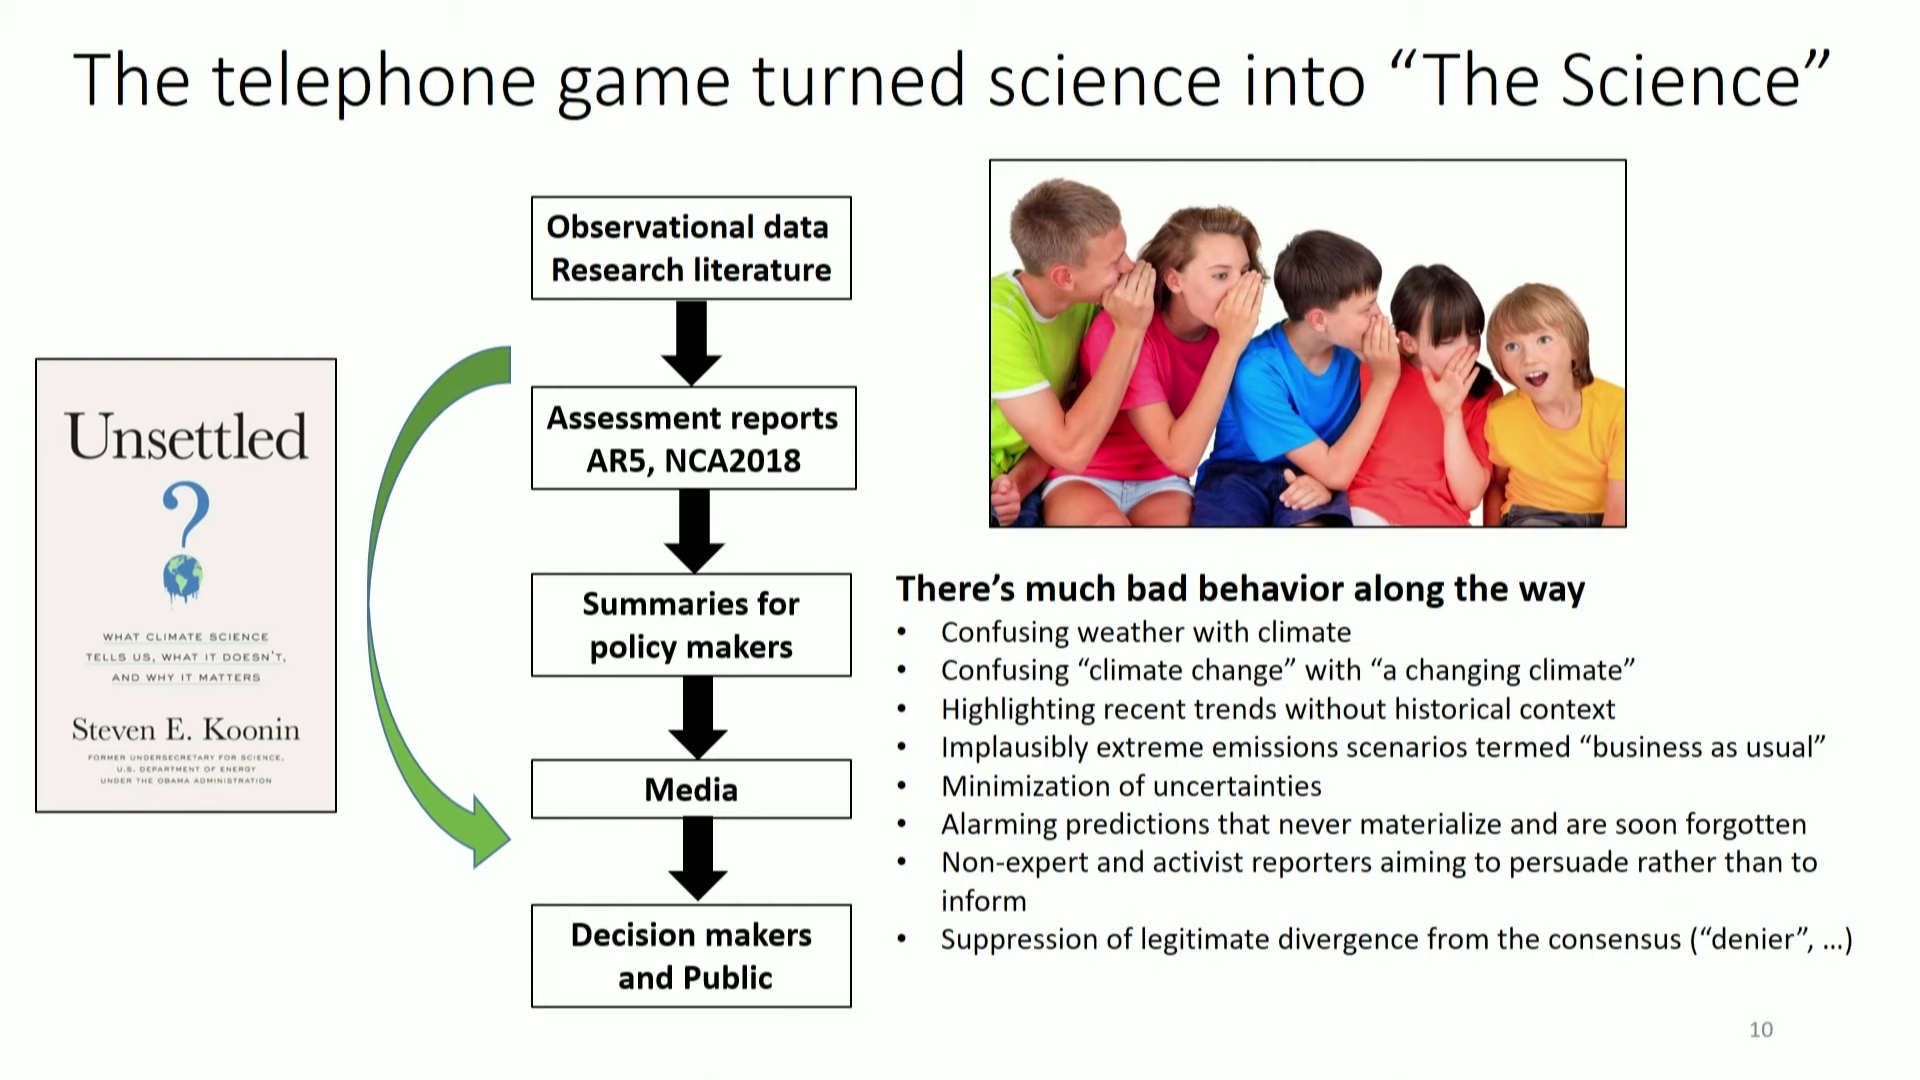 The telephone game turned science into “The Science”
Unsettled
?
WHAT CLIMATE SCIENCE
TELLS US, WHAT IT DOESN'T,
AND WHY IT MATTERS
Steven E. Koonin
FORMER UNDERSECRETARY FOR SCIENCE,
U.S. DEPARTMENT OF ENERGY
UNDER THE OBAMA ADMINISTRATION
Observational data
Research literature
Assessment reports
AR5, NCA2018
Summaries for
policy makers
Media
Decision makers
and Public
There’s much bad behavior along the way
• Confusing weather with climate
• Confusing “climate change” with “a changing climate”
• Highlighting recent trends without historical context
• Implausibly extreme emissions scenarios termed “business as usual”
• Minimization of uncertainties
• Alarming predictions that never materialize and are soon forgotten
• Non-expert and activist reporters aiming to persuade rather than to
inform
• Suppression of legitimate divergence from the consensus (“denier”, …)
10